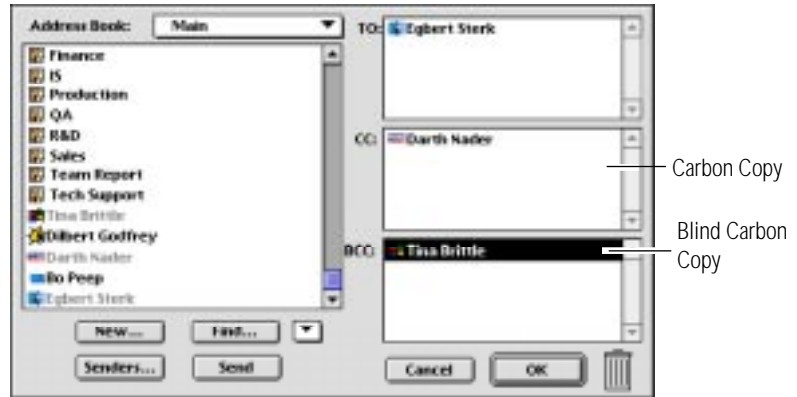 Address Book: Main
Finance
IS
Production
QA
R&D
Sales
Team Report
Tech Support
Tina Brittle
Dilbert Godfrey
Darth Nader
Bo Peep
Egbert Sterk
New...
Find...
Senders...
Send
TO: Egbert Sterk
CC: Darth Nader
BCC: Tina Brittle
Cancel
OK
Carbon Copy
Blind Carbon
Copy